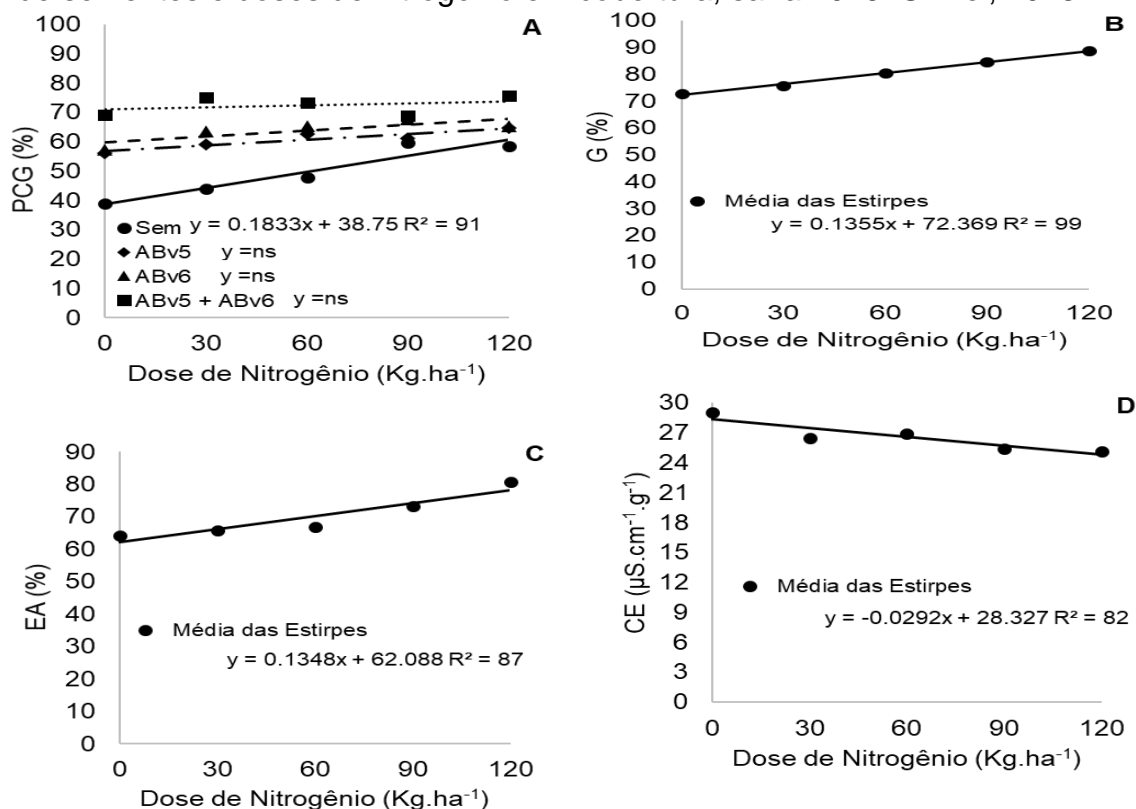 A
100
90
80
70
60
50
40
30
20
10
0
PCG (%)
Sem y = 0.1833x + 38.75 R² = 91
ABv5 y =ns
ABv6 y =ns
ABv5 + ABv6 y =ns
0 30 60 90 120
Dose de Nitrogênio (Kg.ha⁻¹)
B
100
90
80
70
60
50
40
30
20
10
0
G (%)
Média das Estirpes
y = 0.1355x + 72.369 R² = 99
0 30 60 90 120
Dose de Nitrogênio (Kg.ha⁻¹)
C
90
80
70
60
50
40
30
20
10
0
EA (%)
Média das Estirpes
y = 0.1348x + 62.088 R² = 87
0 30 60 90 120
Dose de Nitrogênio (Kg.ha⁻¹)
D
30
27
24
21
18
15
12
9
6
3
0
CE (µS.cm⁻¹.g⁻¹)
Média das Estirpes
y = -0.0292x + 28.327 R² = 82
0 30 60 90 120
Dose de Nitrogênio (Kg.ha⁻¹)